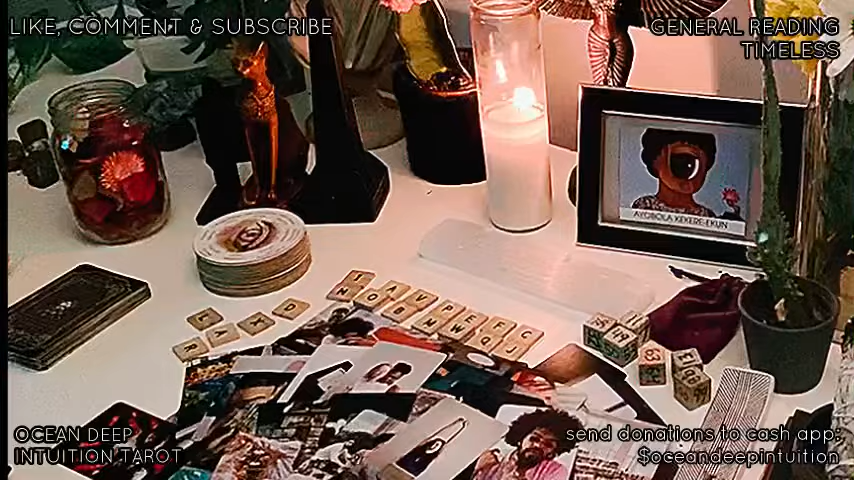 LIKE, COMMENT & SUBSCRIBE
GENERAL READING
TIMELESS
AYOBOLA KEKERE-EKUN
OCEAN DEEP
INTUITION TAROT
send donations to cash app:
$oceandeepintuition